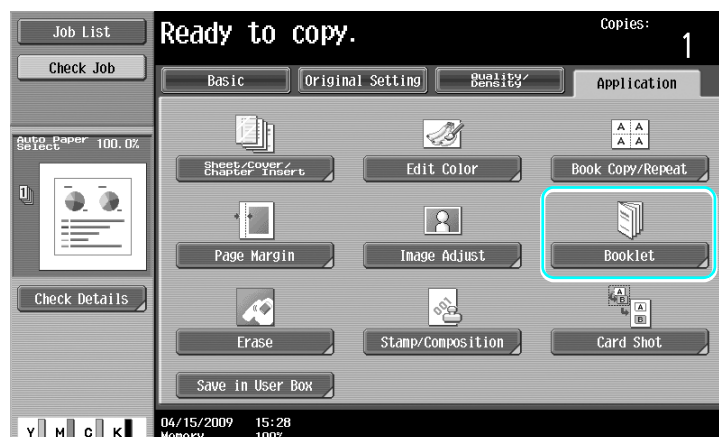 Job List
Ready to copy.
Copies:
1
Check Job
Basic
Original Setting
Quality/
Density
Application
Auto Paper
Select
100.0%
1
Sheet/Cover/
Chapter Insert
Edit Color
Book Copy/Repeat
A A
A A
Page Margin
Image Adjust
Booklet
Check Details
001
A
B
A
B
Erase
Stamp/Composition
Card Shot
Save in User Box
04/15/2009 15:28
Memory 100%
Y M C K